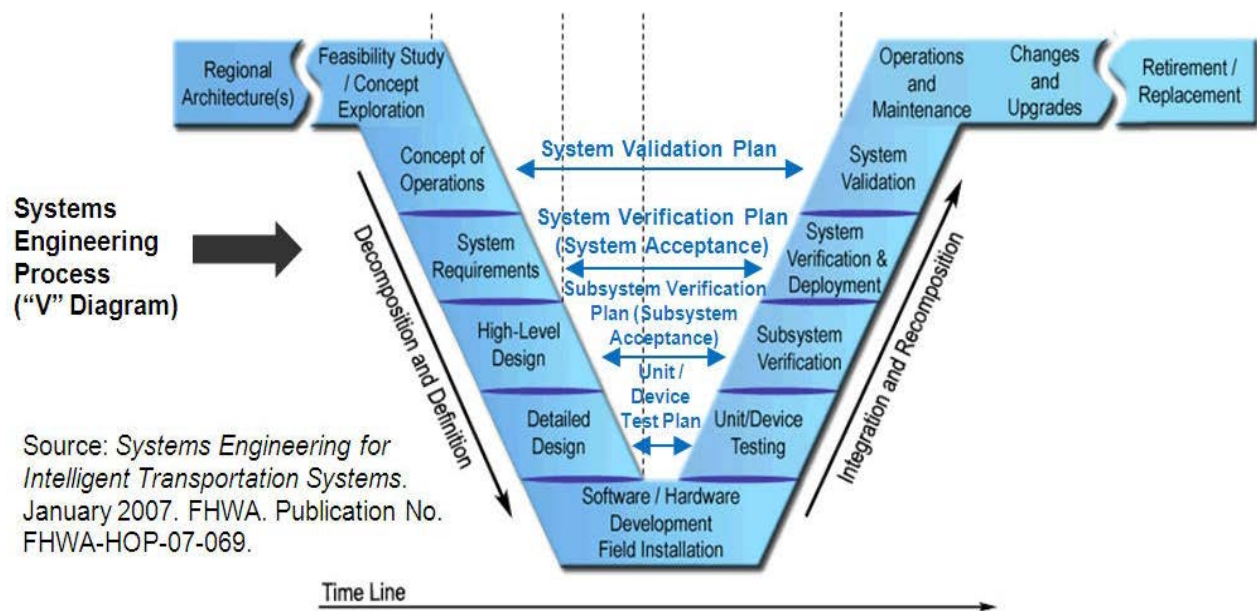 Regional
Architecture(s)
Feasibility Study
/ Concept
Exploration
Operations
and
Maintenance
Changes
and
Upgrades
Retirement /
Replacement
Concept of
Operations
System Validation Plan
System
Validation
Systems
Engineering
Process
(“V” Diagram)
Decomposition and Definition
System
Requirements
System Verification Plan
(System Acceptance)
System
Verification &
Deployment
High-Level
Design
Subsystem Verification
Plan (Subsystem
Acceptance)
Subsystem
Verification
Detailed
Design
Unit /
Device
Test Plan
Unit/Device
Testing
Integration and Recomposition
Software / Hardware
Development
Field Installation
Source: Systems Engineering for
Intelligent Transportation Systems.
January 2007. FHWA. Publication No.
FHWA-HOP-07-069.
Time Line